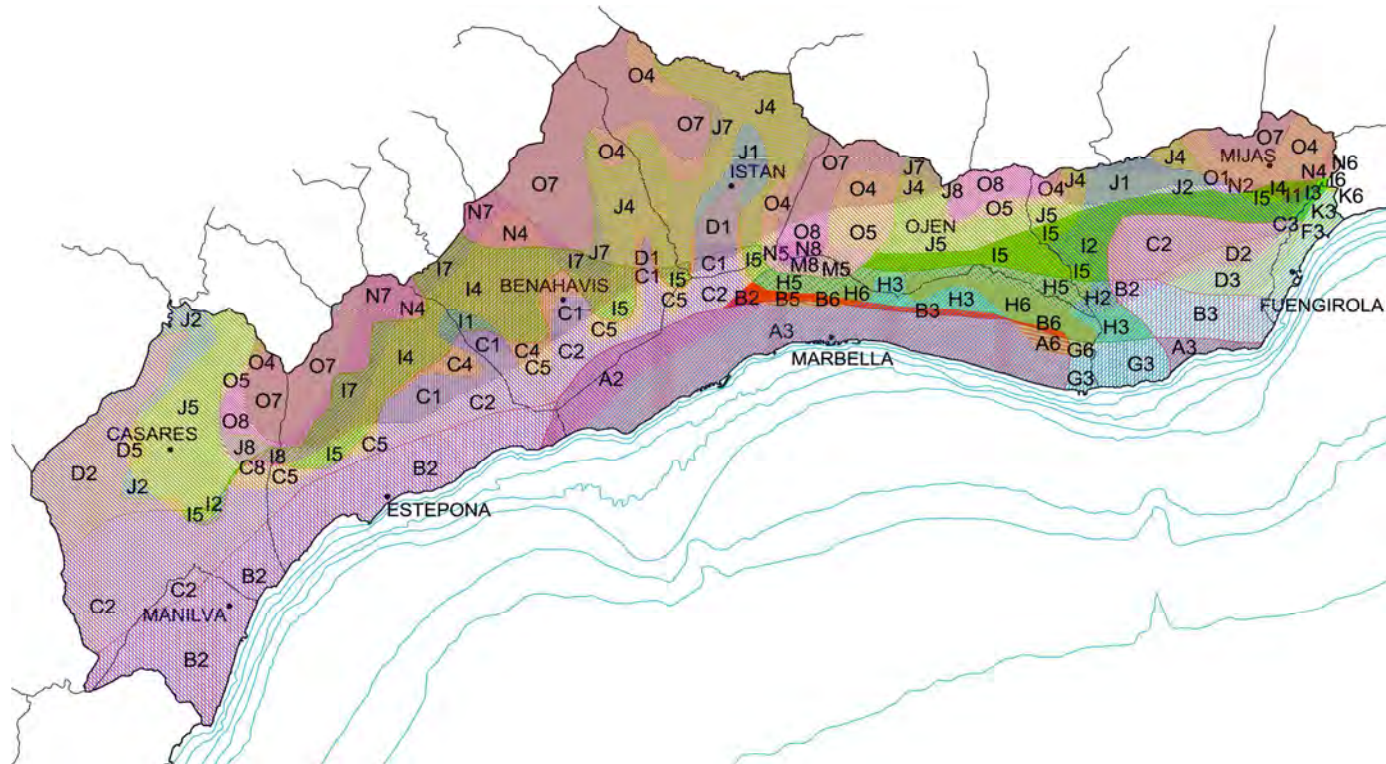 O4
J4
O7
J7
O4
J1
ISTAN
O7
O7
O4
MIJAS
N6
J7
J4
N4
I6
O7
O4
J4
J8
O8
O4
J4
J1
J2
O1
N2
I4
I1
I3
K6
I5
N7
J4
O4
O5
J5
K3
N4
D1
O8
O5
OJEN
J5
I5
C3
F3
J7
D1
N5
N8
J5
I2
C2
D2
I7
I7
C1
C1
I5
M8
M5
I5
I5
D3
N7
I4
BENAHAVIS
I5
C2
H5
H6
H3
H5
H2
B2
FUENGIROLA
N4
C1
I5
C5
B2
B5
B6
B3
H3
H6
B3
J2
I1
C5
A3
B6
H3
C1
C4
C2
MARBELLA
A6
G6
A3
O4
O7
I4
C4
C5
G3
O5
I7
A2
G3
O7
C1
C2
J5
O8
CASARES
J8
I8
I5
C5
D5
C8
C5
B2
D2
J2
I2
ESTEPONA
I5
B2
C2
C2
MANILVA
B2